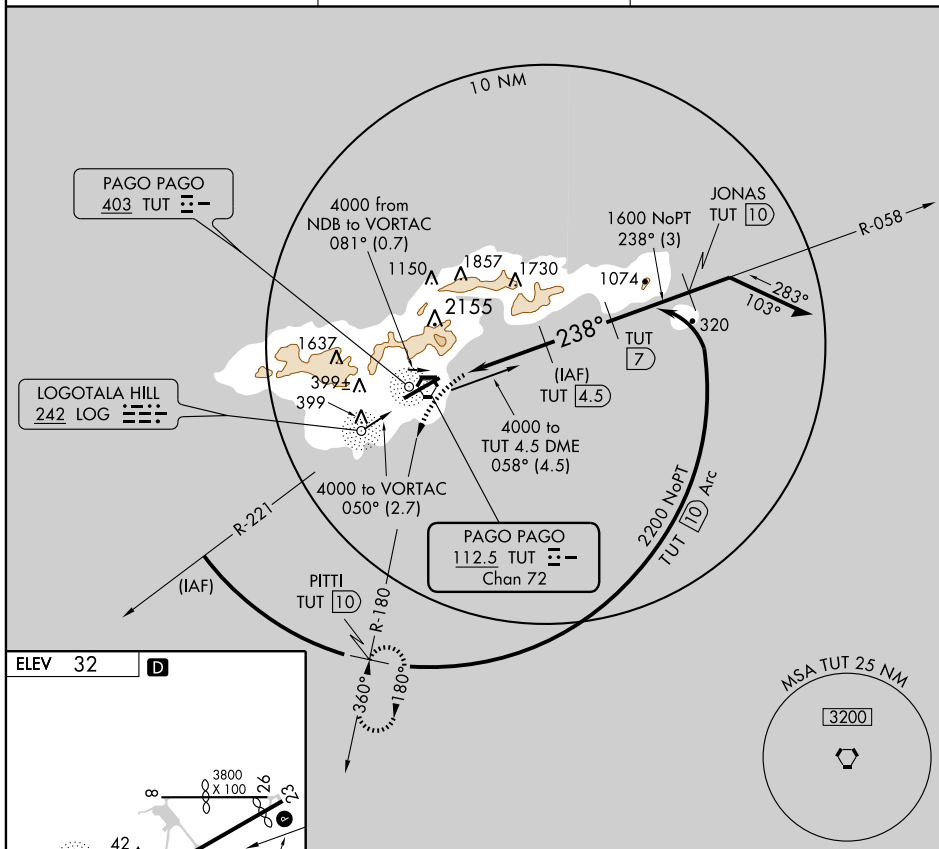 10 NM
PAGO PAGO
403 TUT
4000 from
NDB to VORTAC
081° (0.7)
JONAS
TUT 10
1600 NoPT
238° (3)
R-058
1150
1857
1730
1074
283°
103°
2155
320
238°
TUT
7
1637
399±
399
(IAF)
TUT 4.5
LOGOTALA HILL
242 LOG
4000 to
TUT 4.5 DME
058° (4.5)
4000 to VORTAC
050° (2.7)
R-221
2200 NoPT
TUT 10 Arc
PAGO PAGO
112.5 TUT
Chan 72
(IAF)
PITTI
TUT 10
R-180
360°
180°
ELEV 32
D
MSA TUT 25 NM
3200
3800
X 100
8
26
23
P
42